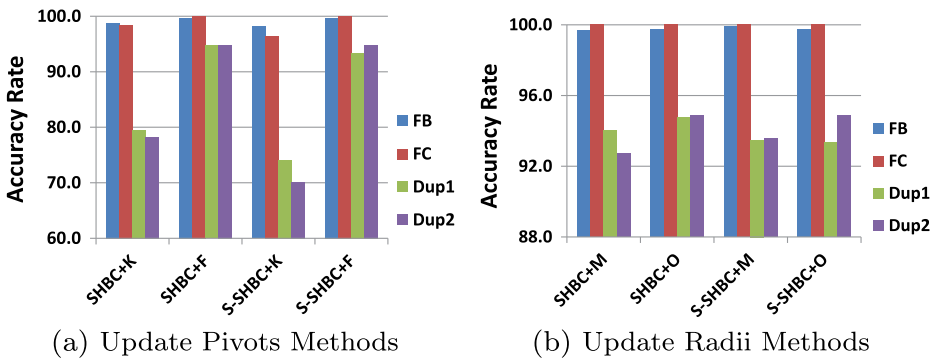 Accuracy Rate
100.0
90.0
80.0
70.0
60.0
SHBC+K
SHBC+F
S-SHBC+K
S-SHBC+F
FB
FC
Dup1
Dup2
(a) Update Pivots Methods
Accuracy Rate
100.0
96.0
92.0
88.0
SHBC+M
SHBC+O
S-SHBC+M
S-SHBC+O
FB
FC
Dup1
Dup2
(b) Update Radii Methods